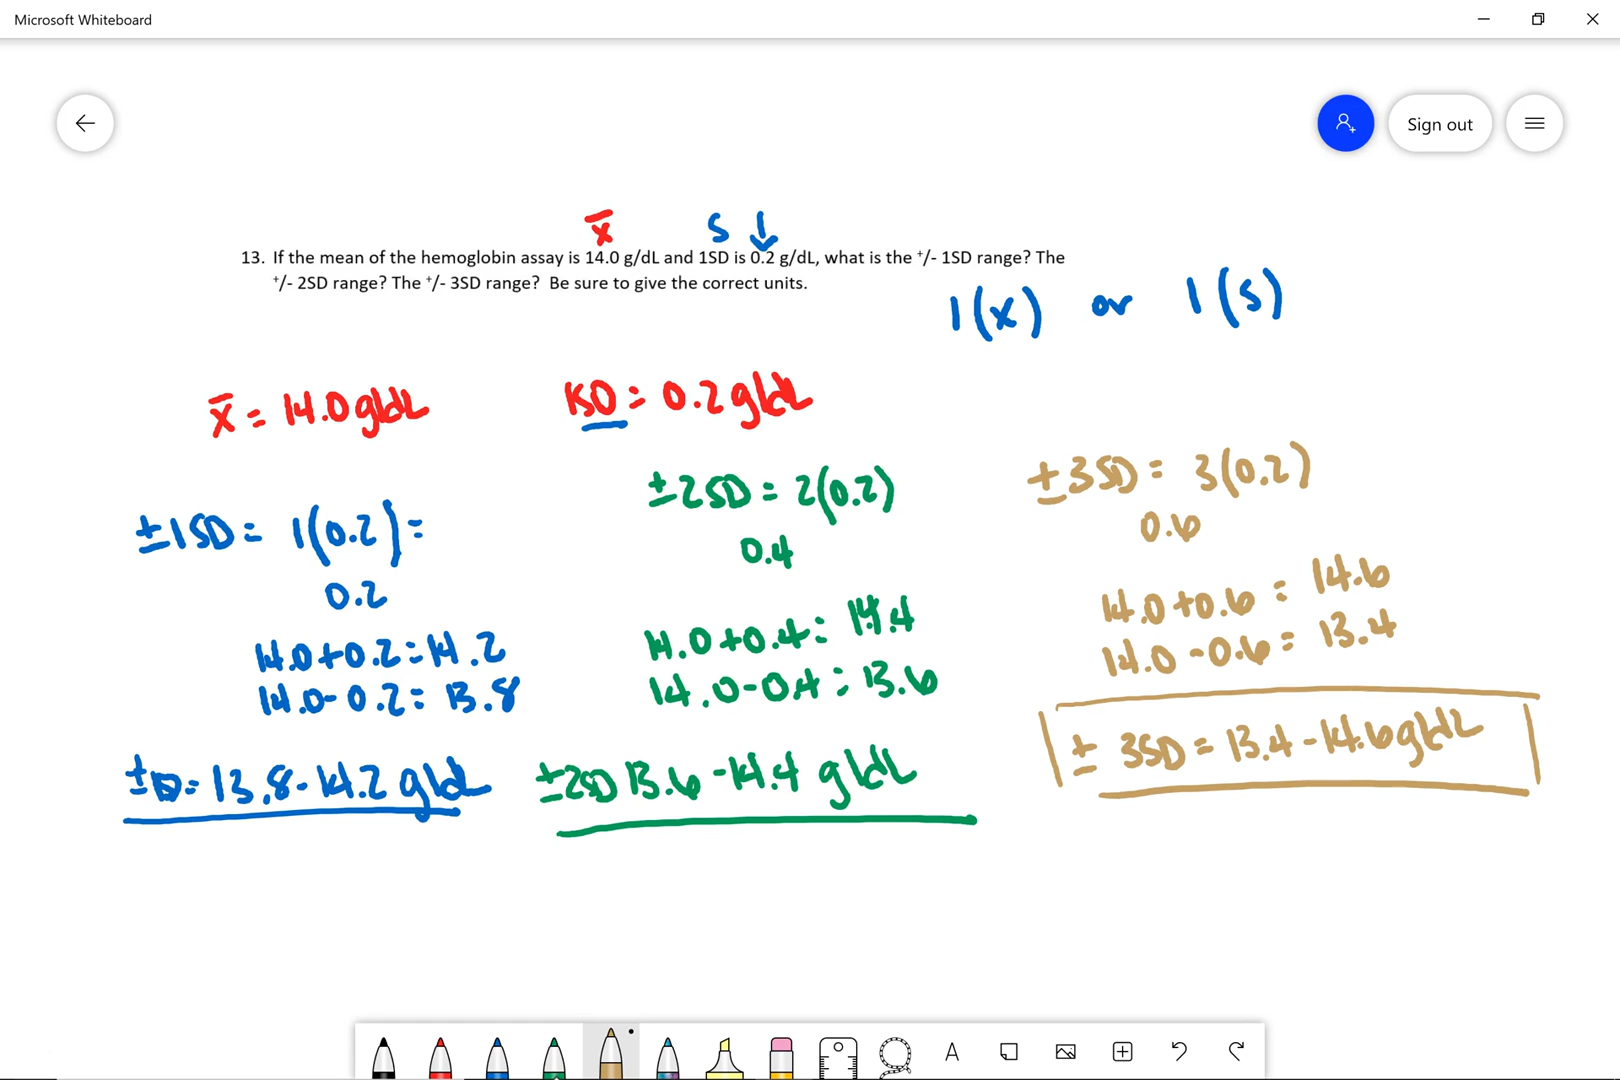 Microsoft Whiteboard
Sign out
x̄ S ↓
13. If the mean of the hemoglobin assay is 14.0 g/dL and 1SD is 0.2 g/dL, what is the +/- 1SD range? The
+/- 2SD range? The +/- 3SD range? Be sure to give the correct units.
1(x) or 1(s)
x̄ = 14.0 g/dL
1SD = 0.2 g/dL
±1SD = 1(0.2) =
0.2
14.0+0.2=14.2
14.0-0.2=13.8
±2SD = 2(0.2)
0.4
14.0+0.4=14.4
14.0-0.4=13.6
±2SD 13.6-14.4 g/dL
±3SD = 3(0.2)
0.6
14.0+0.6=14.6
14.0-0.6=13.4
± 3SD = 13.4-14.6 g/dL
= 13.8-14.2 g/dL
A